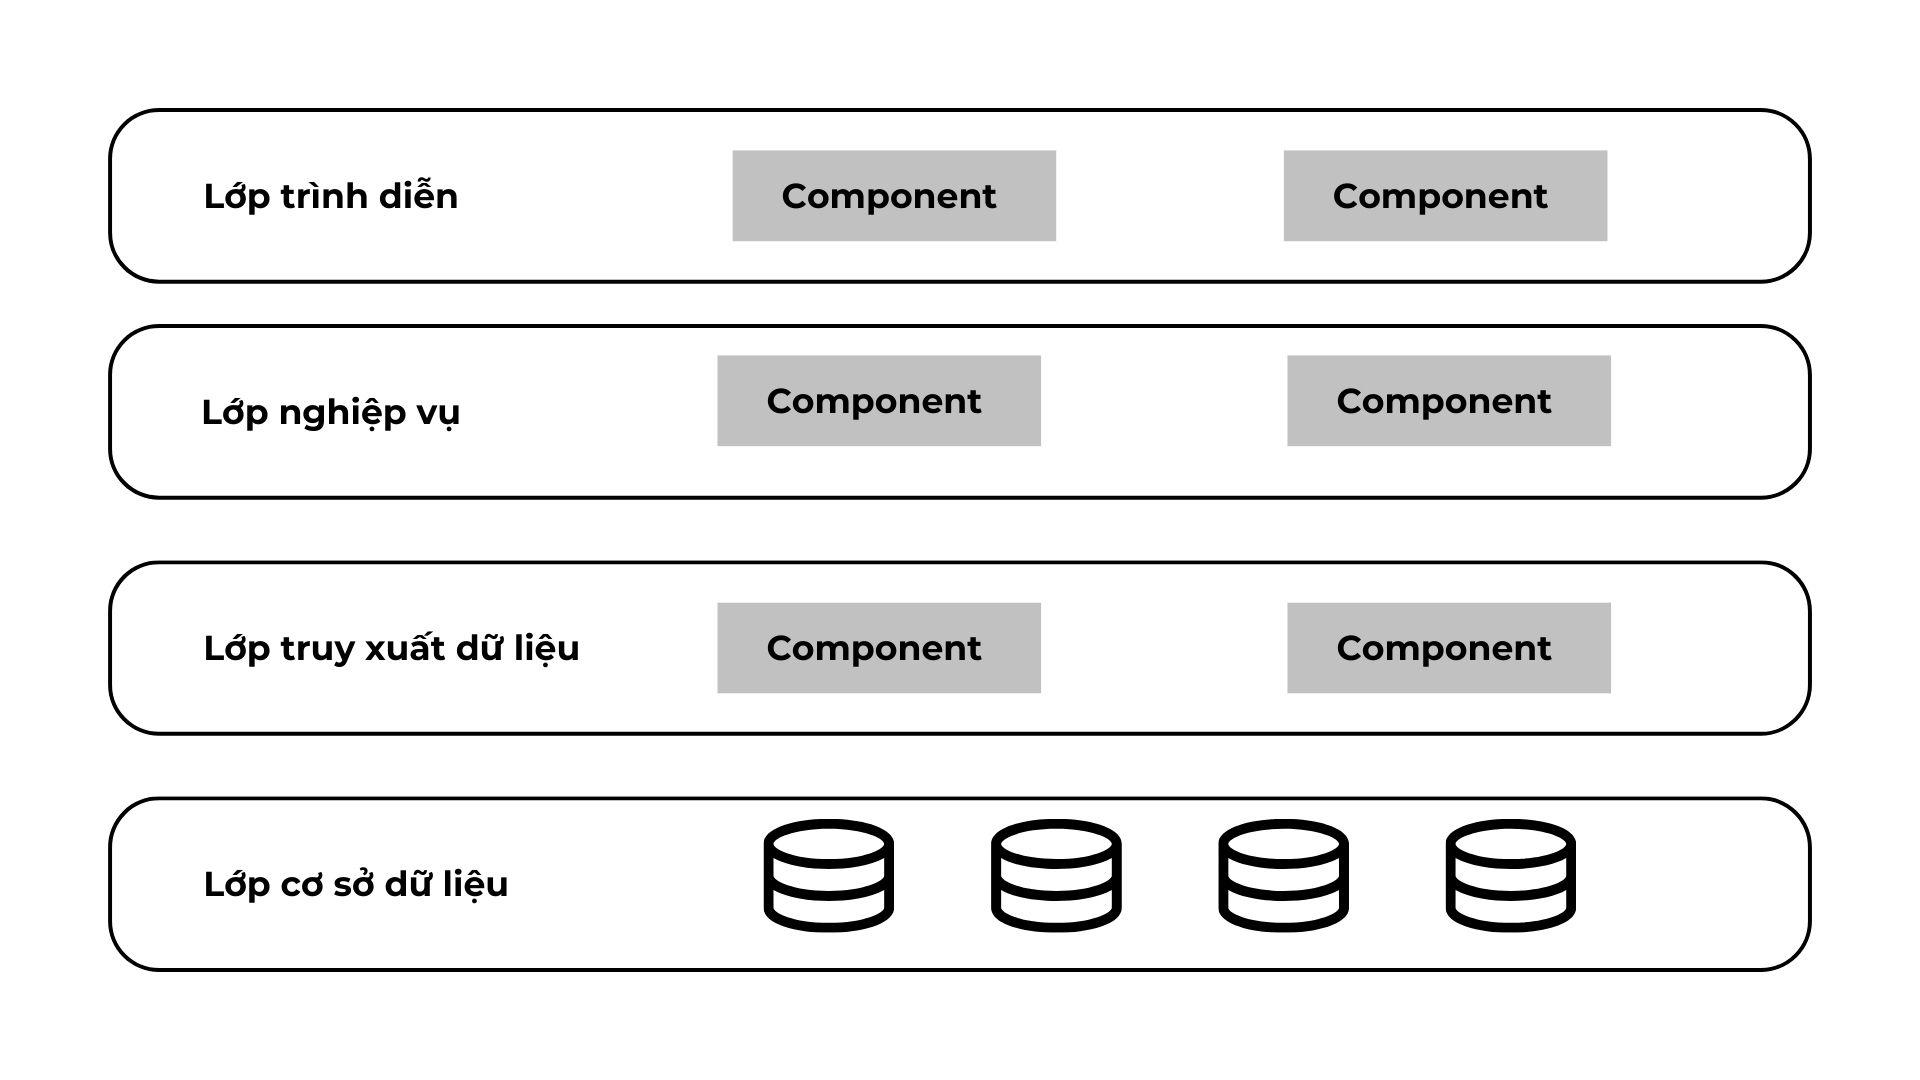 Lớp trình diễn
Component
Component
Lớp nghiệp vụ
Component
Component
Lớp truy xuất dữ liệu
Component
Component
Lớp cơ sở dữ liệu